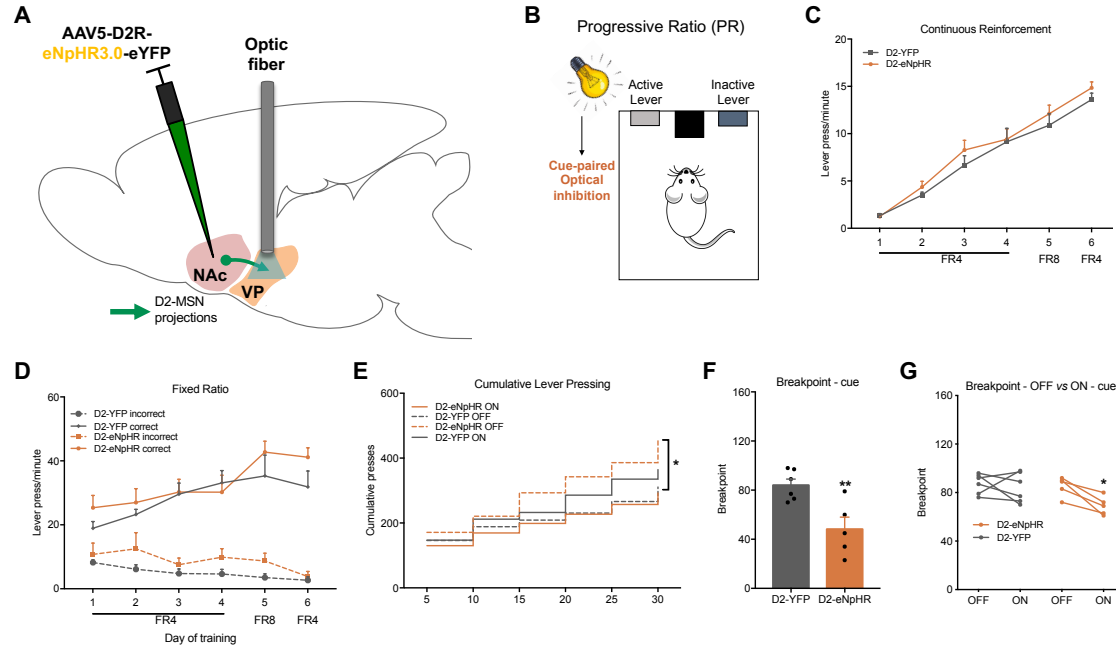 A
AAV5-D2R-
eNpHR3.0-eYFP
Optic
fiber
NAc
VP
D2-MSN
projections
B
Progressive Ratio (PR)
Active
Lever
Inactive
Lever
Cue-paired
Optical
inhibition
C
Continuous Reinforcement
D2-YFP
D2-eNpHR
Lever press/minute
20
15
10
5
0
1 2 3 4 5 6
FR4 FR8 FR4
D
Fixed Ratio
D2-YFP incorrect
D2-YFP correct
D2-eNpHR incorrect
D2-eNpHR correct
Lever press/minute
60
40
20
0
1 2 3 4 5 6
FR4 FR8 FR4
Day of training
E
Cumulative Lever Pressing
D2-eNpHR ON
D2-YFP OFF
D2-eNpHR OFF
D2-YFP ON
Cumulative presses
600
400
200
0
5 10 15 20 25 30
*
F
Breakpoint - cue
Breakpoint
160
120
80
40
0
**
D2-YFP D2-eNpHR
G
Breakpoint - OFF vs ON - cue
Breakpoint
160
120
80
40
0
*
D2-eNpHR
D2-YFP
OFF ON OFF ON